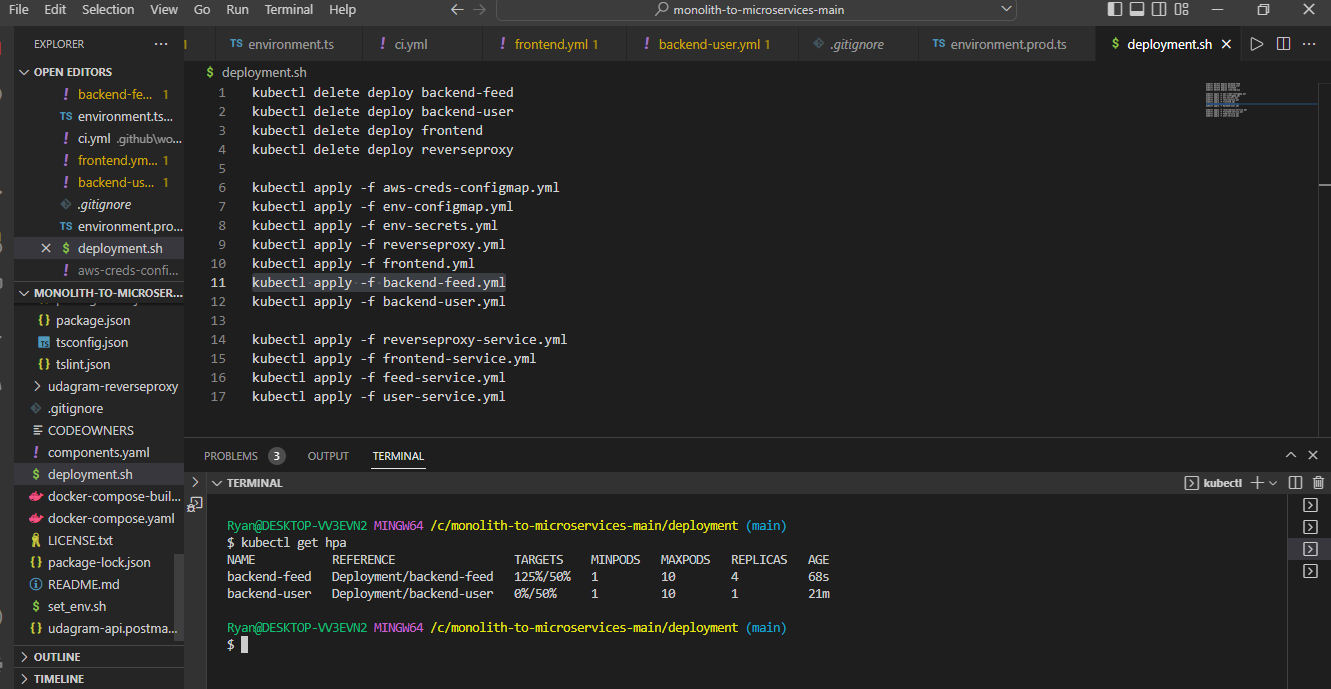 File Edit Selection View Go Run Terminal Help
monolith-to-microservices-main
EXPLORER
TS environment.ts
! ci.yml
! frontend.yml 1
! backend-user.yml 1
.gitignore
TS environment.prod.ts
$ deployment.sh
OPEN EDITORS
! backend-fe... 1
TS environment.ts...
! ci.yml .github\wo...
! frontend.ym... 1
! backend-us... 1
.gitignore
TS environment.pro...
$ deployment.sh
! aws-creds-confi...
MONOLITH-TO-MICROSER...
{} package.json
TS tsconfig.json
{} tslint.json
udagram-reverseproxy
.gitignore
CODEOWNERS
! components.yaml
$ deployment.sh
docker-compose-buil...
docker-compose.yaml
LICENSE.txt
{} package-lock.json
README.md
$ set_env.sh
{} udagram-api.postma...
OUTLINE
TIMELINE
$ deployment.sh
1 kubectl delete deploy backend-feed
2 kubectl delete deploy backend-user
3 kubectl delete deploy frontend
4 kubectl delete deploy reverseproxy
5
6 kubectl apply -f aws-creds-configmap.yml
7 kubectl apply -f env-configmap.yml
8 kubectl apply -f env-secrets.yml
9 kubectl apply -f reverseproxy.yml
10 kubectl apply -f frontend.yml
11 kubectl apply -f backend-feed.yml
12 kubectl apply -f backend-user.yml
13
14 kubectl apply -f reverseproxy-service.yml
15 kubectl apply -f frontend-service.yml
16 kubectl apply -f feed-service.yml
17 kubectl apply -f user-service.yml
PROBLEMS 3 OUTPUT TERMINAL
TERMINAL
kubectl
Ryan@DESKTOP-VV3EVN2 MINGW64 /c/monolith-to-microservices-main/deployment (main)
$ kubectl get hpa
NAME REFERENCE TARGETS MINPODS MAXPODS REPLICAS AGE
backend-feed Deployment/backend-feed 125%/50% 1 10 4 68s
backend-user Deployment/backend-user 0%/50% 1 10 1 21m
Ryan@DESKTOP-VV3EVN2 MINGW64 /c/monolith-to-microservices-main/deployment (main)
$